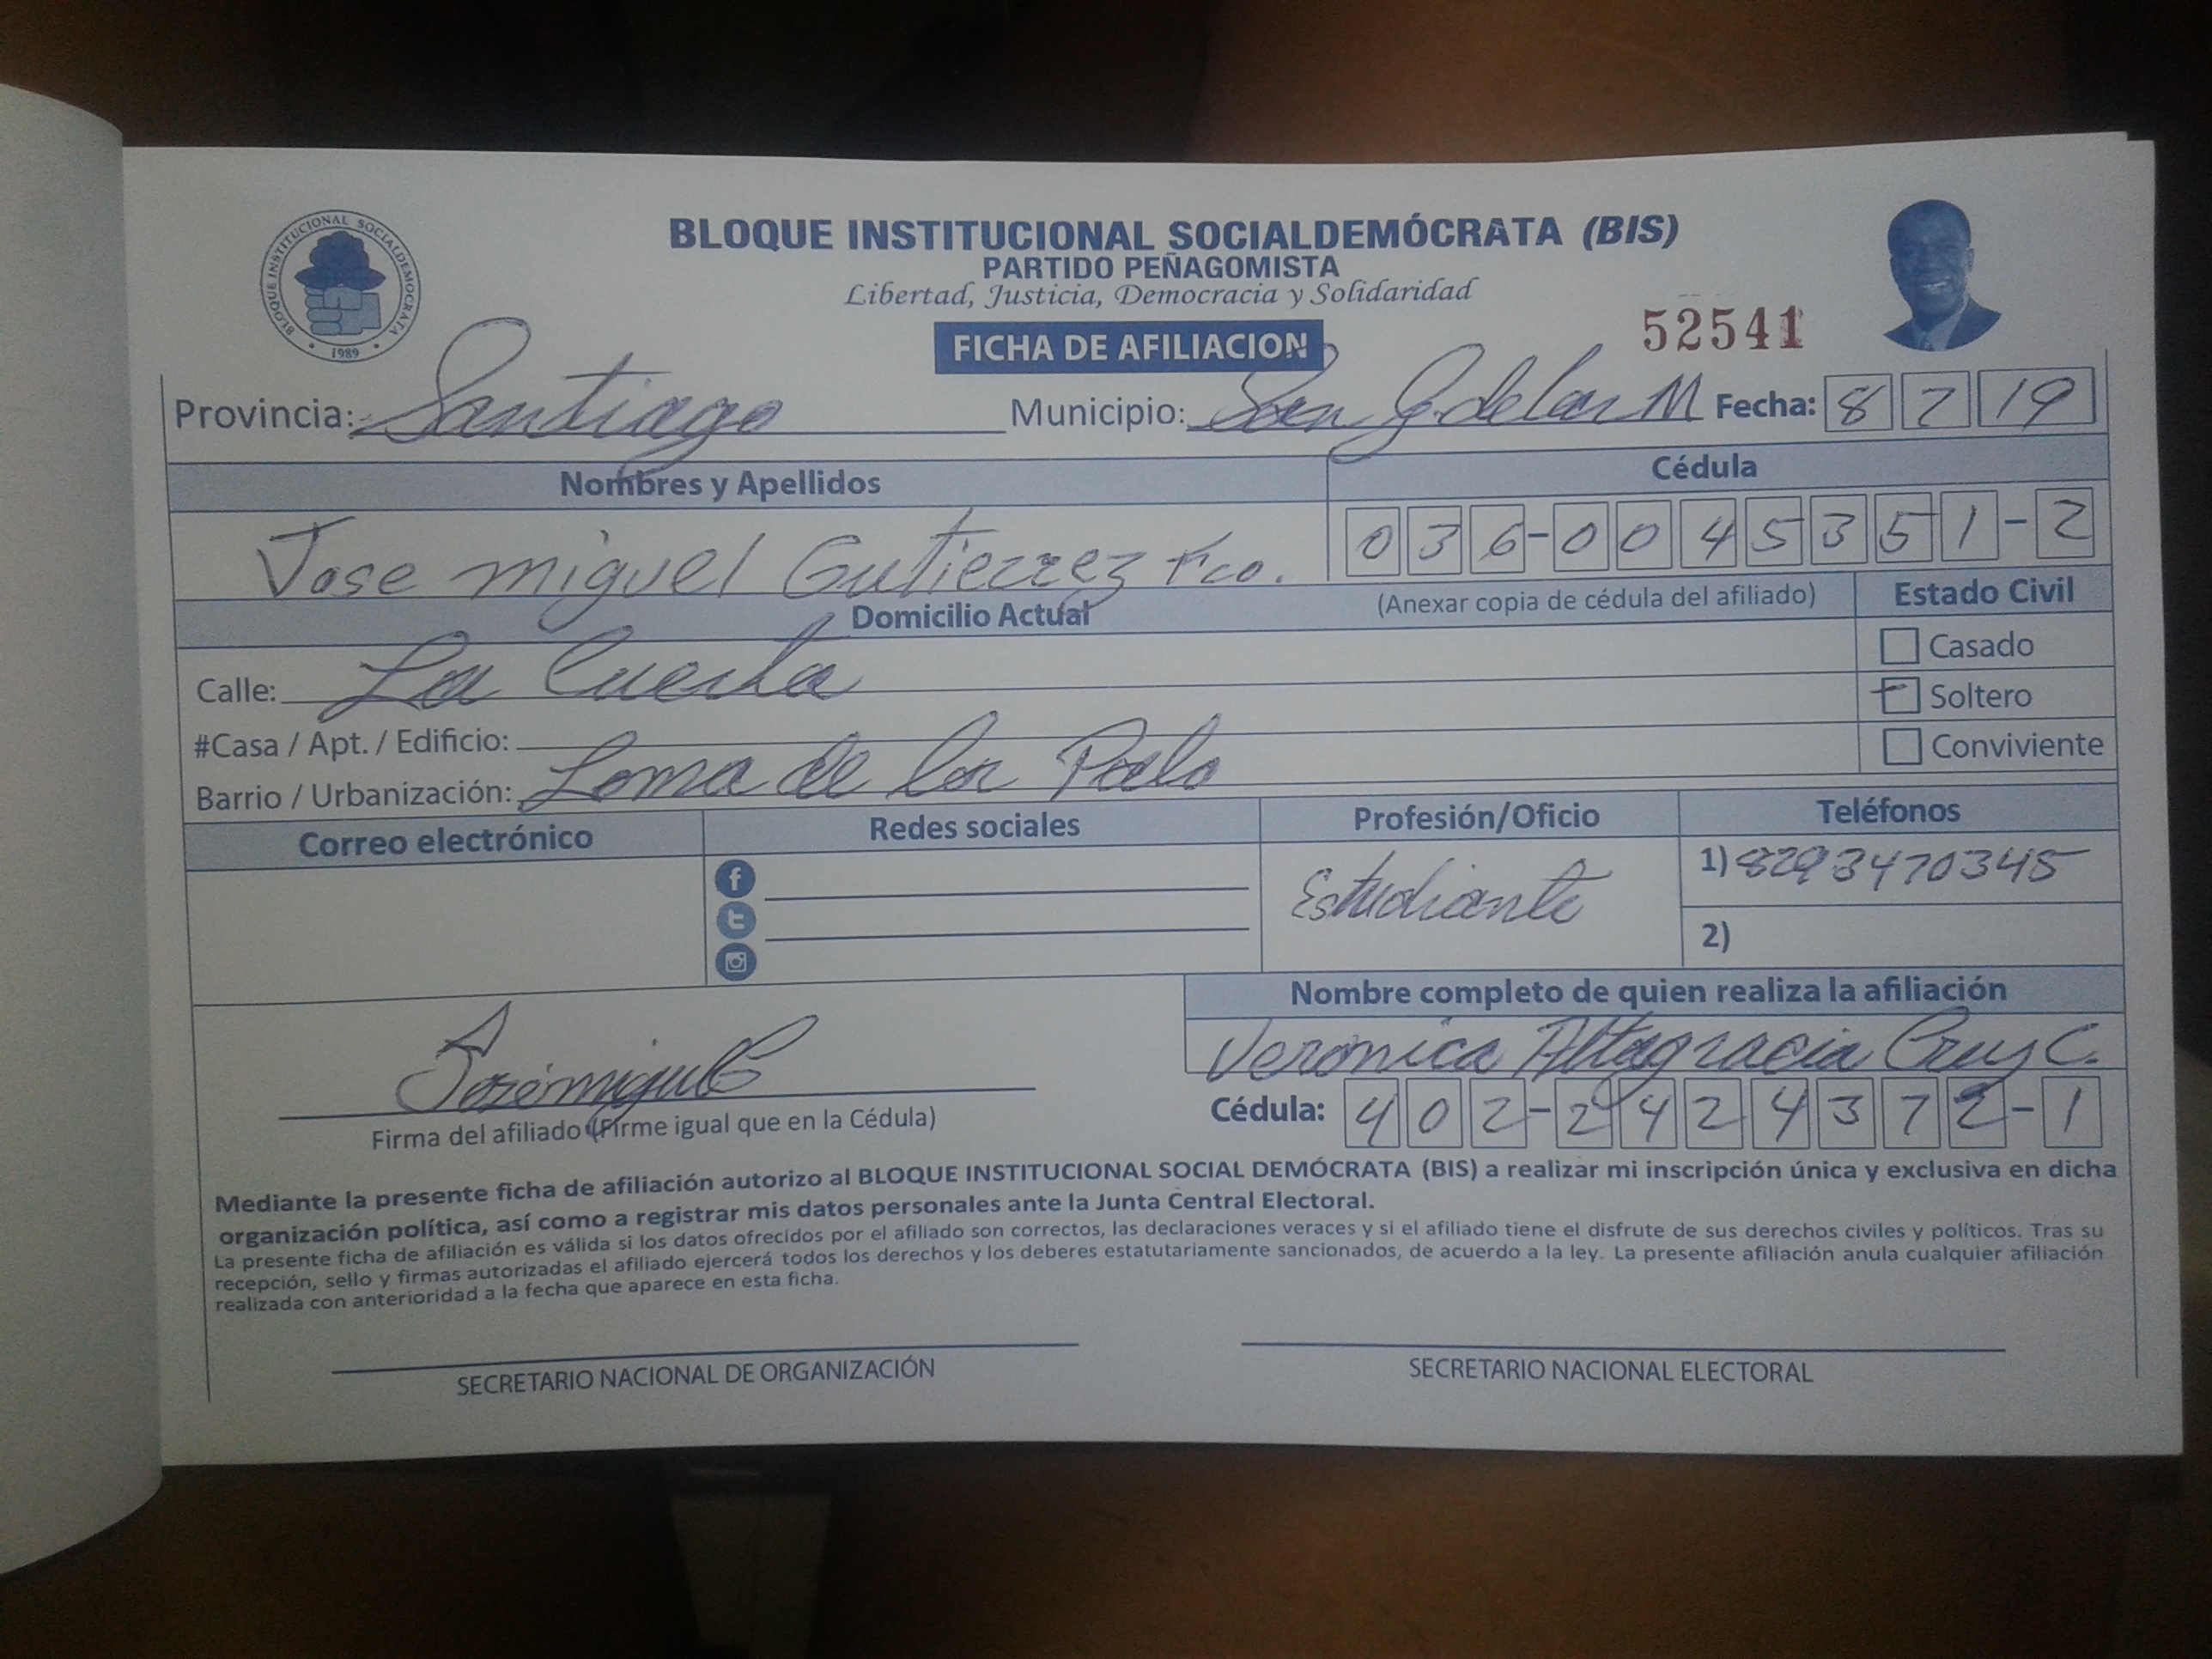 BLOQUE INSTITUCIONAL SOCIALDEMÓCRATA (BIS)
BLOQUE INSTITUCIONAL SOCIALDEMOCRATA
1989
PARTIDO PEÑAGOMISTA
Libertad, Justicia, Democracia y Solidaridad
FICHA DE AFILIACION
52541
Provincia: Santiago Municipio: San J. de las M Fecha: 8 7 19
Nombres y Apellidos Cédula
Jose miguel Gutierrez Fco. 036-0045351-2
Domicilio Actual (Anexar copia de cédula del afiliado) Estado Civil
Calle: La Cuesta Casado
Soltero
#Casa / Apt. / Edificio: Conviviente
Barrio / Urbanización: Loma de los Palo
Correo electrónico Redes sociales Profesión/Oficio Teléfonos
Estudiante 1) 8293470345
2)
Nombre completo de quien realiza la afiliación
José miguel G Veronica Altagracia Cruz C.
Firma del afiliado (Firme igual que en la Cédula) Cédula: 402-2424372-1
Mediante la presente ficha de afiliación autorizo al BLOQUE INSTITUCIONAL SOCIAL DEMÓCRATA (BIS) a realizar mi inscripción única y exclusiva en dicha
organización política, así como a registrar mis datos personales ante la Junta Central Electoral.
La presente ficha de afiliación es válida si los datos ofrecidos por el afiliado son correctos, las declaraciones veraces y si el afiliado tiene el disfrute de sus derechos civiles y políticos. Tras su
recepción, sello y firmas autorizadas el afiliado ejercerá todos los derechos y los deberes estatutariamente sancionados, de acuerdo a la ley. La presente afiliación anula cualquier afiliación
realizada con anterioridad a la fecha que aparece en esta ficha.
SECRETARIO NACIONAL DE ORGANIZACIÓN SECRETARIO NACIONAL ELECTORAL